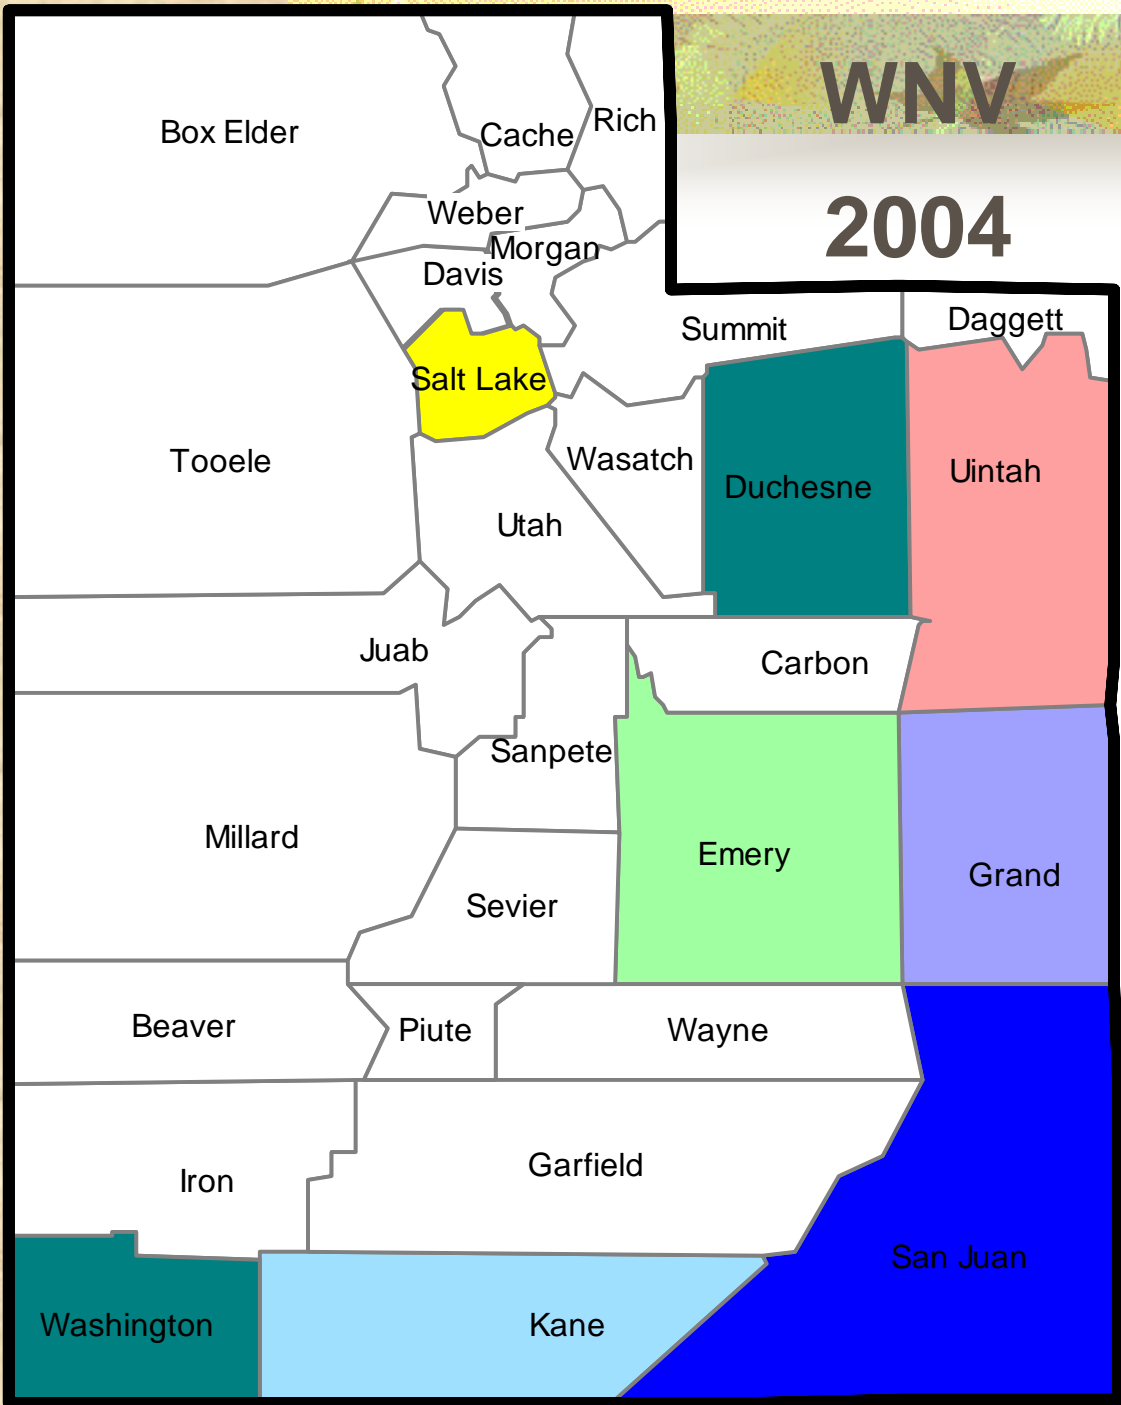 WNV
2004
Box Elder
Cache
Rich
Weber
Morgan
Davis
Summit
Daggett
Salt Lake
Tooele
Wasatch
Duchesne
Uintah
Utah
Juab
Carbon
Sanpete
Millard
Emery
Grand
Sevier
Beaver
Piute
Wayne
Iron
Garfield
San Juan
Washington
Kane